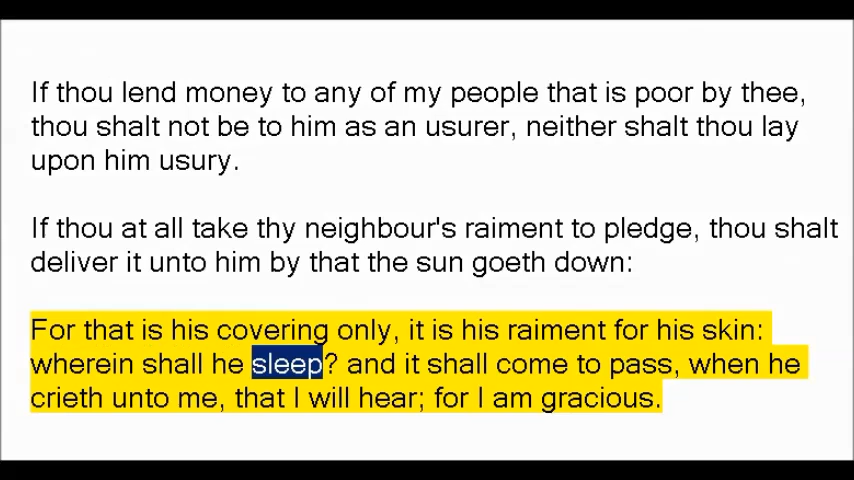 If thou lend money to any of my people that is poor by thee,
thou shalt not be to him as an usurer, neither shalt thou lay
upon him usury.
If thou at all take thy neighbour's raiment to pledge, thou shalt
deliver it unto him by that the sun goeth down:
For that is his covering only, it is his raiment for his skin:
wherein shall he sleep? and it shall come to pass, when he
crieth unto me, that I will hear; for I am gracious.